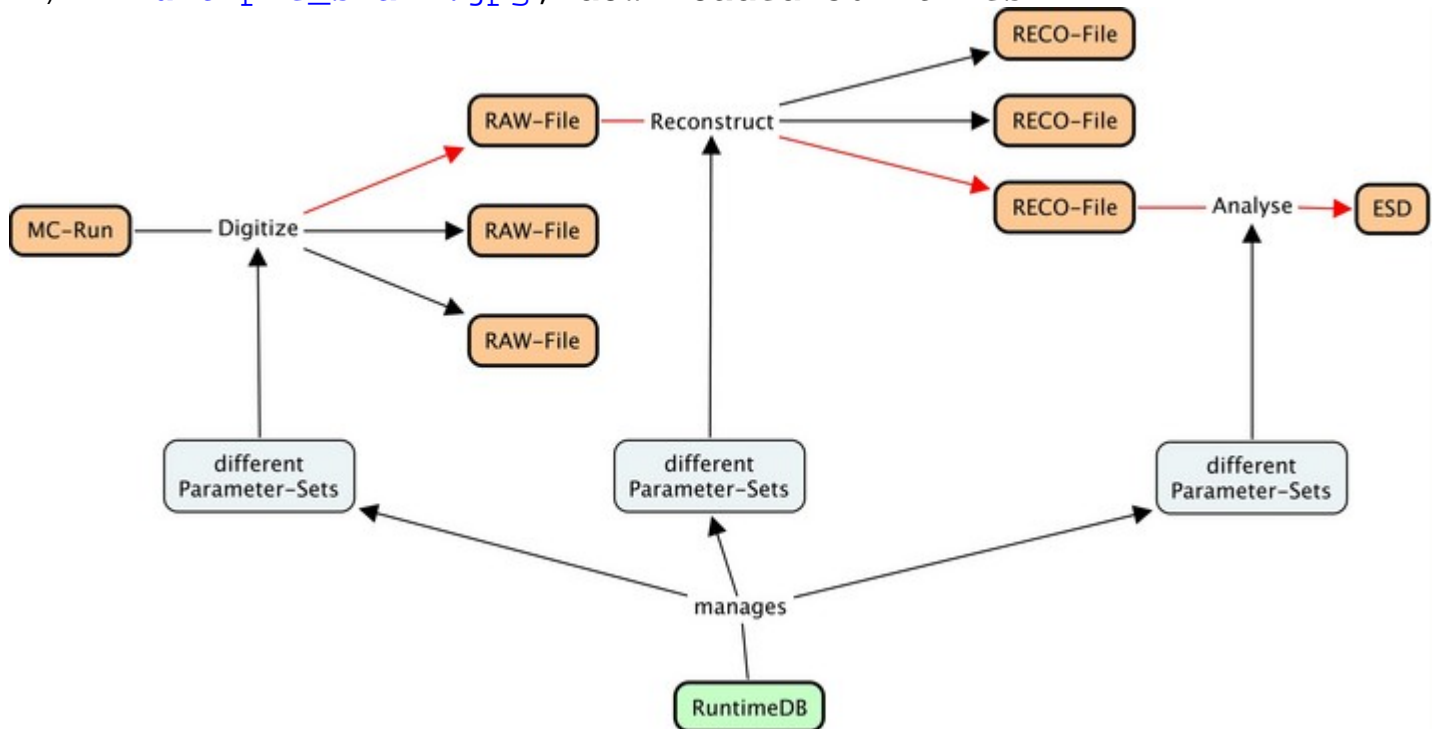 RECO-File
RAW-File
Reconstruct
RECO-File
MC-Run
Digitize
RAW-File
RECO-File
Analyse
ESD
RAW-File
different
Parameter-Sets
different
Parameter-Sets
different
Parameter-Sets
manages
RuntimeDB